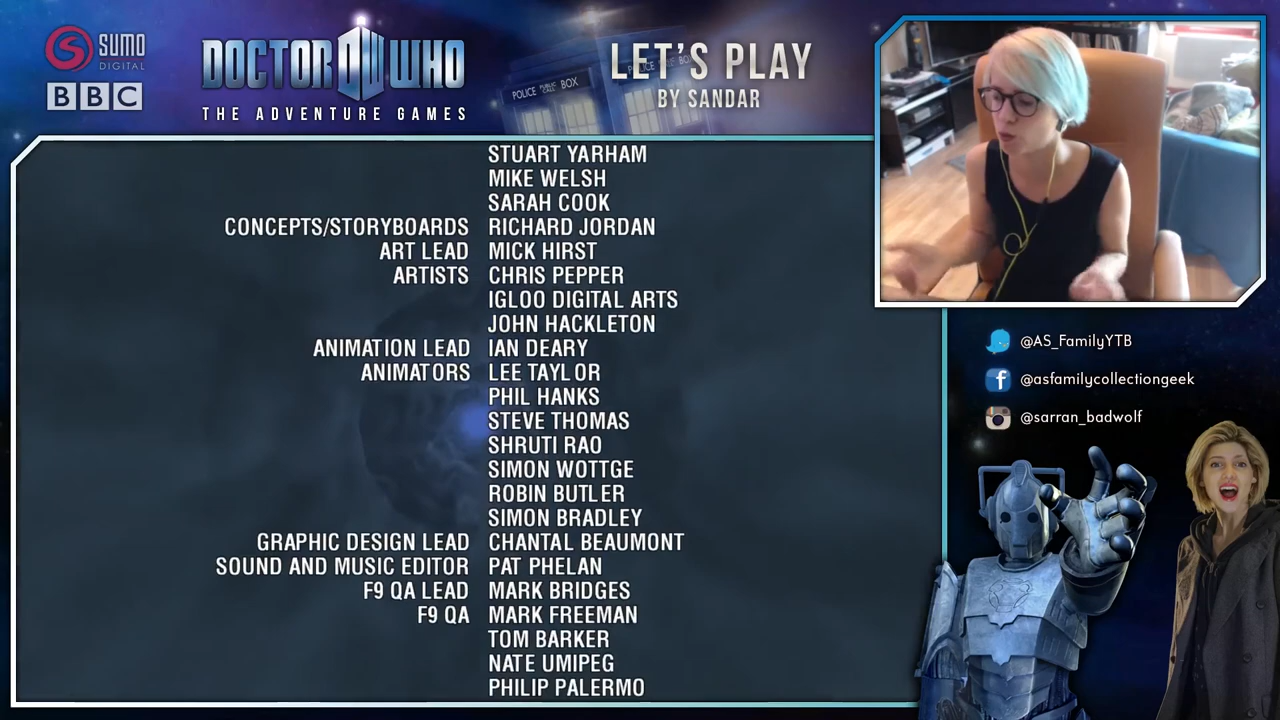 SUMO
DIGITAL
BBC
DOCTOR WHO
THE ADVENTURE GAMES
POLICE PUBLIC CALL BOX
LET'S PLAY
BY SANDAR
STUART YARHAM
MIKE WELSH
SARAH COOK
CONCEPTS/STORYBOARDS RICHARD JORDAN
ART LEAD MICK HIRST
ARTISTS CHRIS PEPPER
IGLOO DIGITAL ARTS
JOHN HACKLETON
ANIMATION LEAD IAN DEARY
ANIMATORS LEE TAYLOR
PHIL HANKS
STEVE THOMAS
SHRUTI RAO
SIMON WOTTGE
ROBIN BUTLER
SIMON BRADLEY
GRAPHIC DESIGN LEAD CHANTAL BEAUMONT
SOUND AND MUSIC EDITOR PAT PHELAN
F9 QA LEAD MARK BRIDGES
F9 QA MARK FREEMAN
TOM BARKER
NATE UMIPEG
PHILIP PALERMO
@AS_FamilyYTB
@asfamilycollectiongeek
@sarran_badwolf